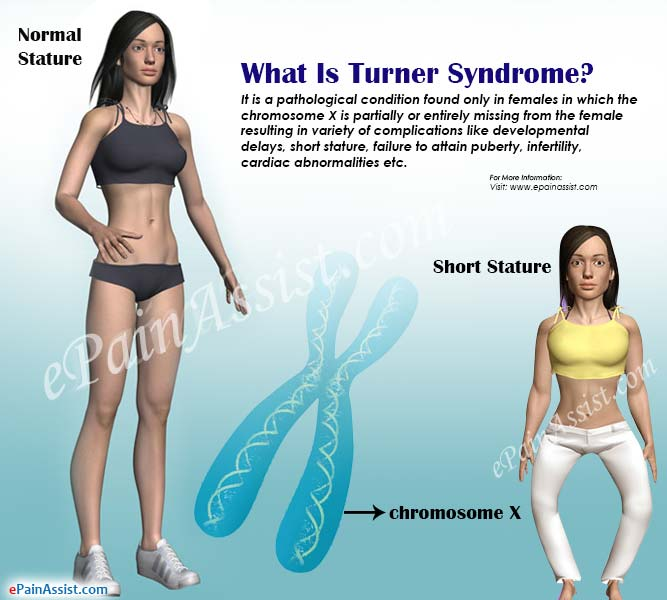 Normal
Stature
What Is Turner Syndrome?
It is a pathological condition found only in females in which the
chromosome X is partially or entirely missing from the female
resulting in variety of complications like developmental
delays, short stature, failure to attain puberty, infertility,
cardiac abnormalities etc.
For More Information:
Visit: www.epainassist.com
Short Stature
ePainAssist.com
ePainAssist.com
chromosome X
ePainAssist.com